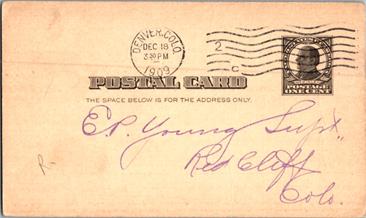 DENVER, COLO.
DEC 18
3 30 PM
1909
2
C
POSTAL CARD
THE SPACE BELOW IS FOR THE ADDRESS ONLY.
POSTAGE
ONE CENT
E.P. Young Supt.
Red Cliff
Colo.
R.